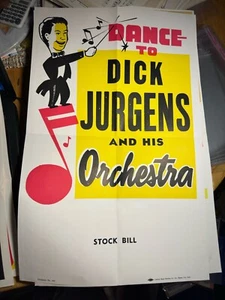 DANCE
TO
DICK
JURGENS
AND HIS
Orchestra
STOCK BILL